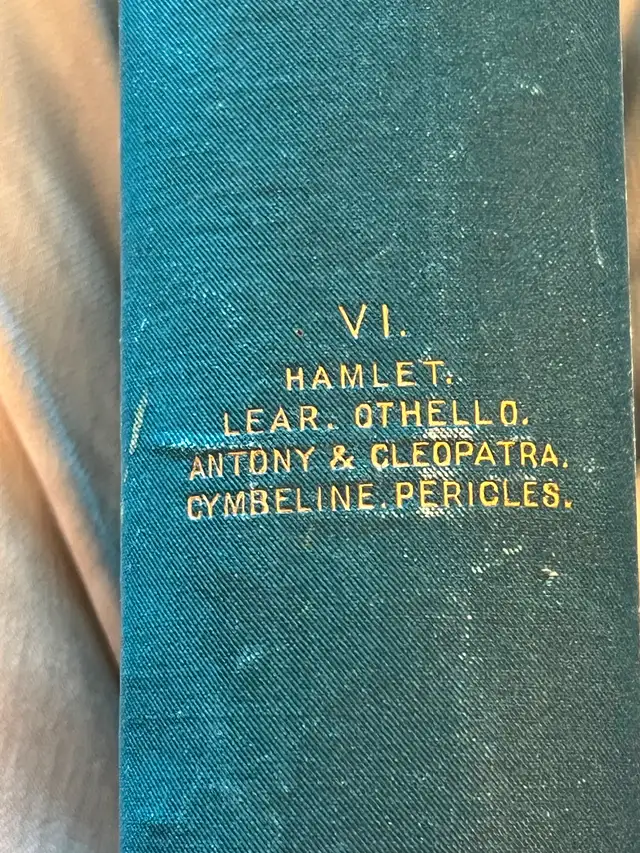 VI.
HAMLET.
LEAR. OTHELLO.
ANTONY & CLEOPATRA.
CYMBELINE. PERICLES.